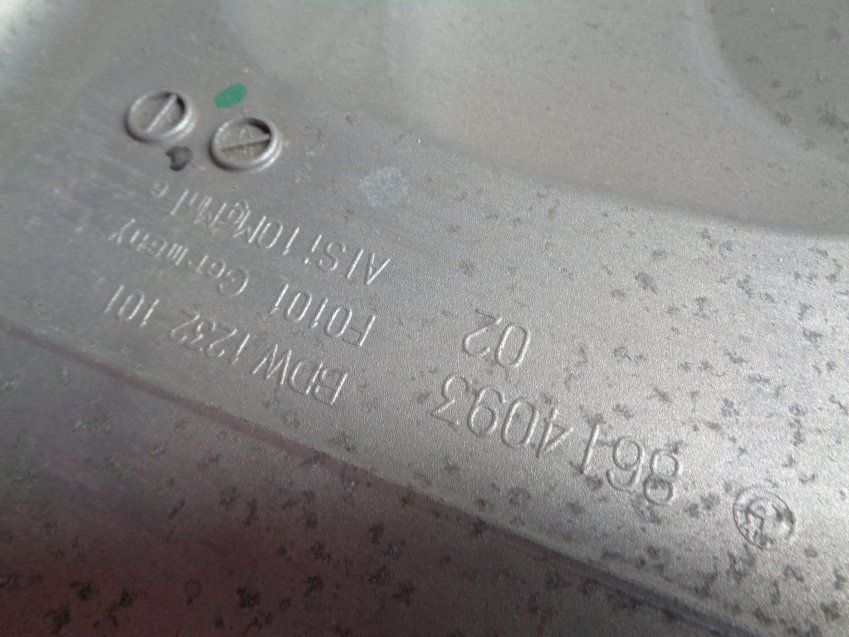 8614093
02
BDW 1232-101
F0101 Germany
AlSi10MgMnFe